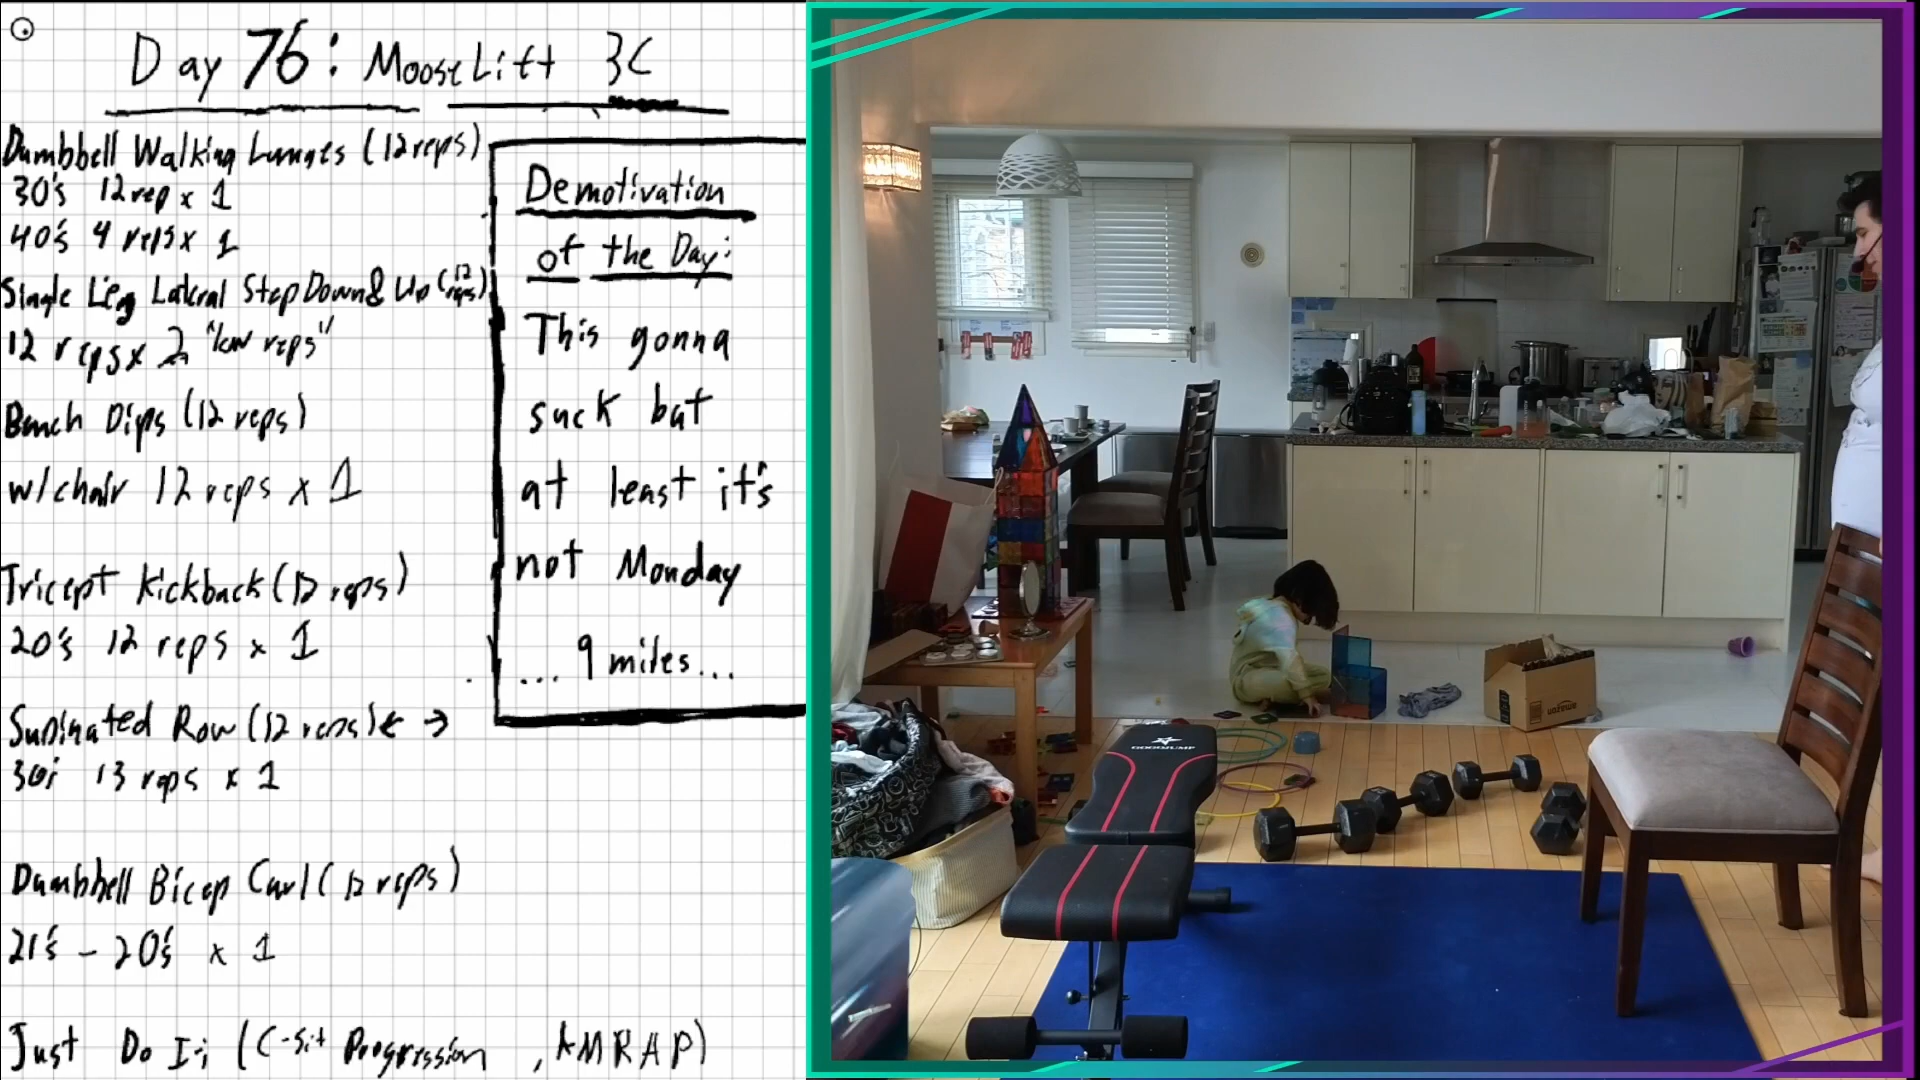 Day 76: MooseLift 3C
Dumbbell Walking Lunges (12 reps)
30's 12 rep x 1
40's 4 reps x 1
Single Leg Lateral Step Down & Up (12 reps)
12 reps x 2 "low reps"
Bench Dips (12 reps)
w/chair 12 reps x 1
Tricept Kickback (12 reps)
20's 12 reps x 1
Supinated Row (12 reps) ← →
30's 13 reps x 1
Dumbbell Bicep Curl (12 reps)
21's - 20's x 1
Just Do It; (C-Sit Progression, AMRAP)
Demotivation
of the Day:
This gonna
suck but
at least it's
not Monday
... 9 miles...
amazon